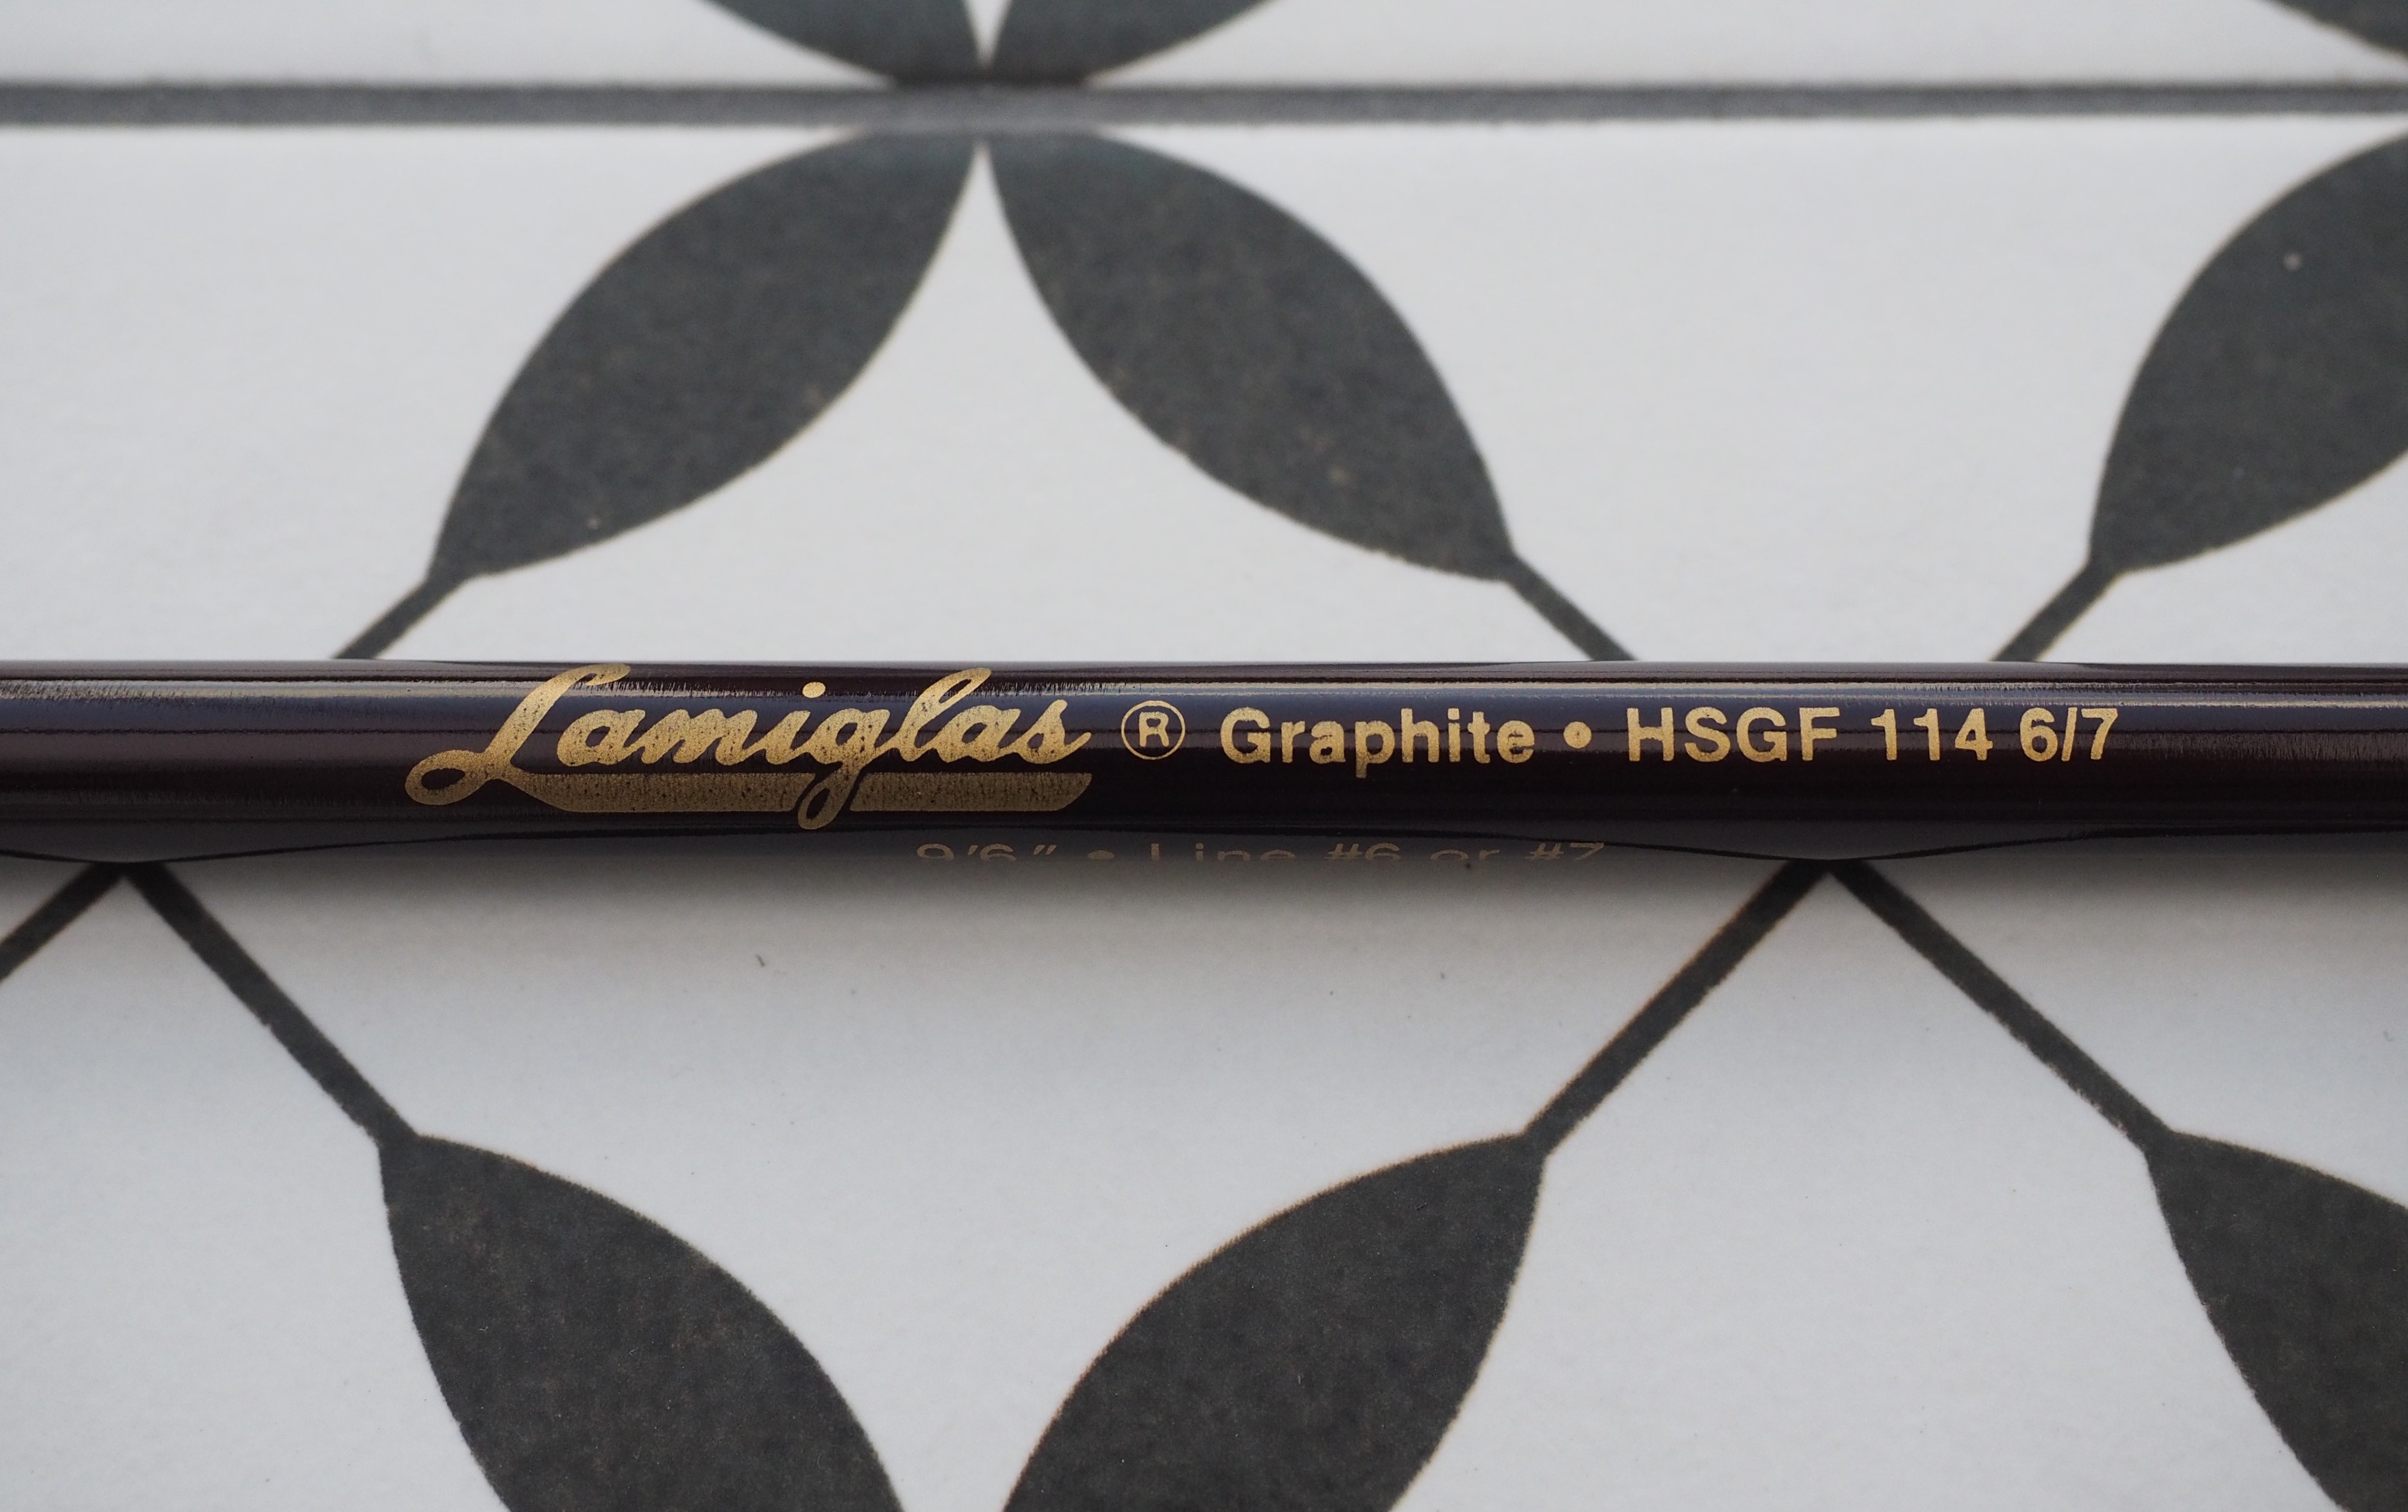 Lamiglas ® Graphite • HSGF 114 6/7
9'6" • Line #6 or #7